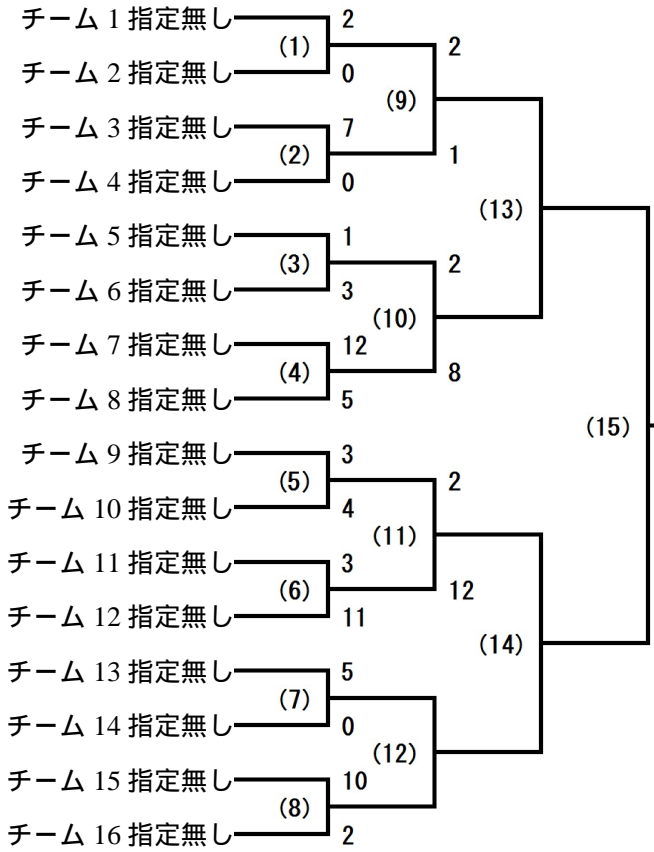 チーム 1 指定無し 2
(1) 2
チーム 2 指定無し 0
(9)
チーム 3 指定無し 7
(2) 1
チーム 4 指定無し 0
(13)
チーム 5 指定無し 1
(3) 2
チーム 6 指定無し 3
(10)
チーム 7 指定無し 12
(4) 8
チーム 8 指定無し 5
(15)
チーム 9 指定無し 3
(5) 2
チーム 10 指定無し 4
(11)
チーム 11 指定無し 3
(6) 12
チーム 12 指定無し 11
(14)
チーム 13 指定無し 5
(7)
チーム 14 指定無し 0
(12)
チーム 15 指定無し 10
(8)
チーム 16 指定無し 2